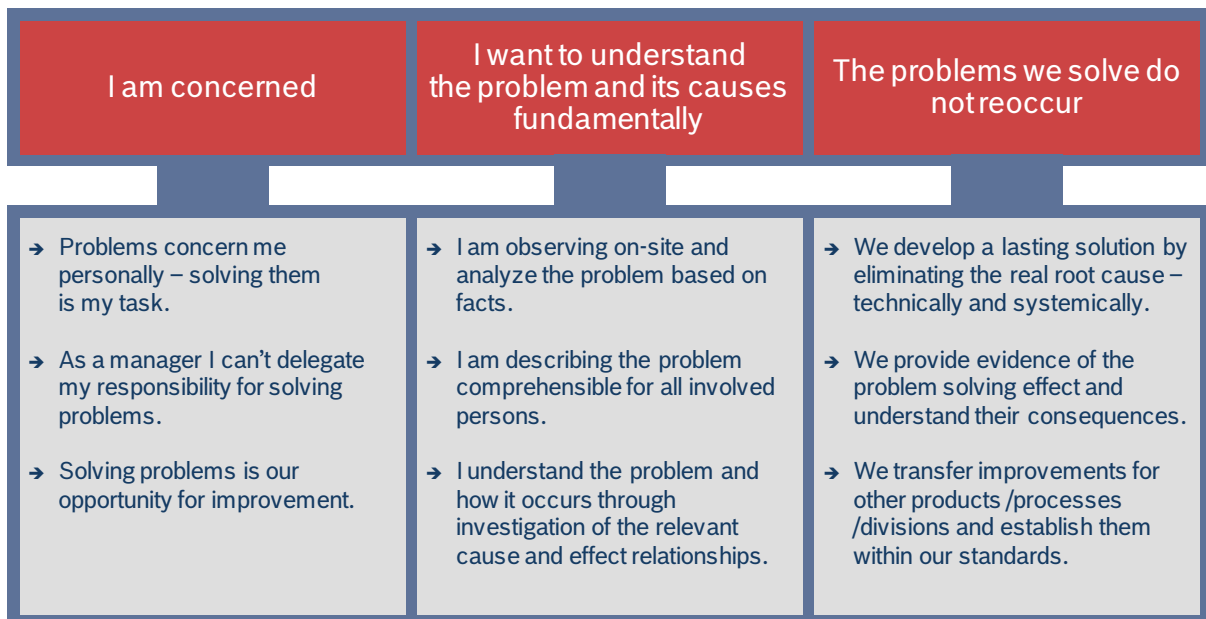 I am concerned
I want to understand
the problem and its causes
fundamentally
The problems we solve do
not reoccur
➔ Problems concern me
personally – solving them
is my task.
➔ As a manager I can’t delegate
my responsibility for solving
problems.
➔ Solving problems is our
opportunity for improvement.
➔ I am observing on-site and
analyze the problem based on
facts.
➔ I am describing the problem
comprehensible for all involved
persons.
➔ I understand the problem and
how it occurs through
investigation of the relevant
cause and effect relationships.
➔ We develop a lasting solution by
eliminating the real root cause –
technically and systemically.
➔ We provide evidence of the
problem solving effect and
understand their consequences.
➔ We transfer improvements for
other products /processes
/divisions and establish them
within our standards.